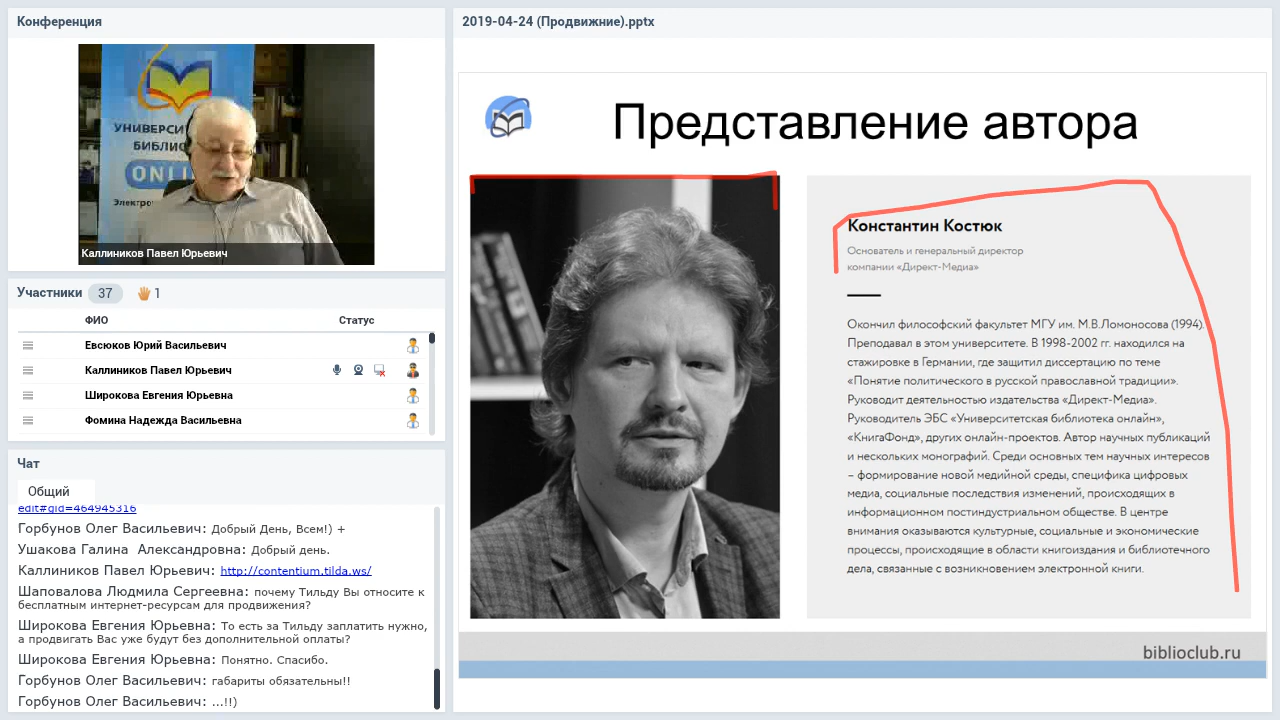 Конференция
УНИВЕРСИ
БИБЛИО
ONLI
Электро
Каллиников Павел Юрьевич
Участники 37 1
ФИО Статус
Евсюков Юрий Васильевич
Каллиников Павел Юрьевич
Широкова Евгения Юрьевна
Фомина Надежда Васильевна
Чат
Общий
edit#gid=464945316
Горбунов Олег Васильевич: Добрый День, Всем!) +
Ушакова Галина Александровна: Добрый день.
Каллиников Павел Юрьевич: http://contentium.tilda.ws/
Шаповалова Людмила Сергеевна: почему Тильду Вы относите к
бесплатным интернет-ресурсам для продвижения?
Широкова Евгения Юрьевна: То есть за Тильду заплатить нужно,
а продвигать Вас уже будут без дополнительной оплаты?
Широкова Евгения Юрьевна: Понятно. Спасибо.
Горбунов Олег Васильевич: габариты обязательны!!
Горбунов Олег Васильевич: ...!!)
2019-04-24 (Продвижние).pptx
Представление автора
Константин Костюк
Основатель и генеральный директор
компании «Директ-Медиа»
Окончил философский факультет МГУ им. М.В.Ломоносова (1994).
Преподавал в этом университете. В 1998-2002 гг. находился на
стажировке в Германии, где защитил диссертацию по теме
«Понятие политического в русской православной традиции».
Руководит деятельностью издательства «Директ-Медиа».
Руководитель ЭБС «Университетская библиотека онлайн»,
«КнигаФонд», других онлайн-проектов. Автор научных публикаций
и нескольких монографий. Среди основных тем научных интересов
– формирование новой медийной среды, специфика цифровых
медиа, социальные последствия изменений, происходящих в
информационном постиндустриальном обществе. В центре
внимания оказываются культурные, социальные и экономические
процессы, происходящие в области книгоиздания и библиотечного
дела, связанные с возникновением электронной книги.
biblioclub.ru